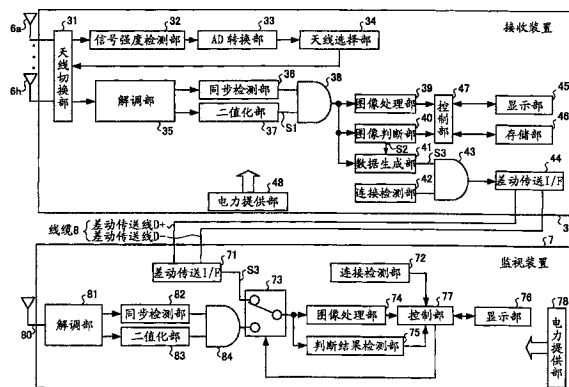 31 32 33 34
6a
信号强度检测部 AD转换部 天线选择部
接收装置
天线切换部
6h
36 38 39 47 45
解调部 同步检测部 图像处理部 控制部 显示部
40 46
二值化部 图像判断部 存储部
35 37 S1 S2 41 S3 43
数据生成部 44
42
连接检测部 差动传送I/F
48
电力提供部
3
线缆8 差动传送线D+
差动传送线D-
7
71 72 监视装置
差动传送I/F S3 73 连接检测部
81 82 74 77 76 78
解调部 同步检测部 图像处理部 控制部 显示部
80 二值化部 判断结果检测部 电力提供部
83 84 75